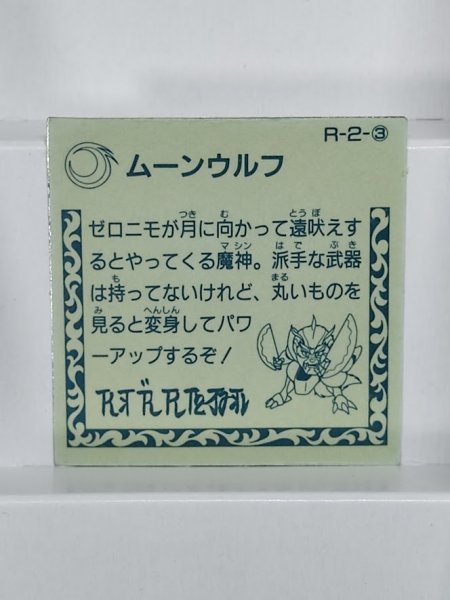 R-2-③
ムーンウルフ
ゼロニモが月に向かって遠吠えす
るとやってくる魔神。派手な武器
は持ってないけれど、丸いものを
見ると変身してパワ
ーアップするぞ！